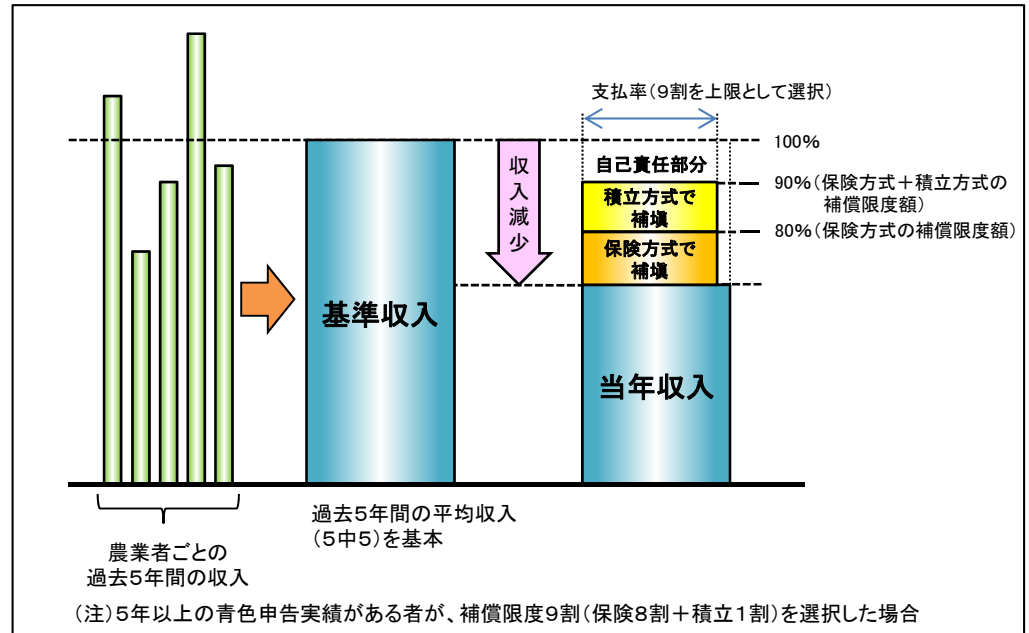 支払率(9割を上限として選択)
100%
自己責任部分
90%(保険方式+積立方式の
補償限度額)
積立方式で
補塡
80%(保険方式の補償限度額)
保険方式で
補塡
収入減少
基準収入
当年収入
過去5年間の平均収入
(5中5)を基本
農業者ごとの
過去5年間の収入
(注)5年以上の青色申告実績がある者が、補償限度9割(保険8割+積立1割)を選択した場合